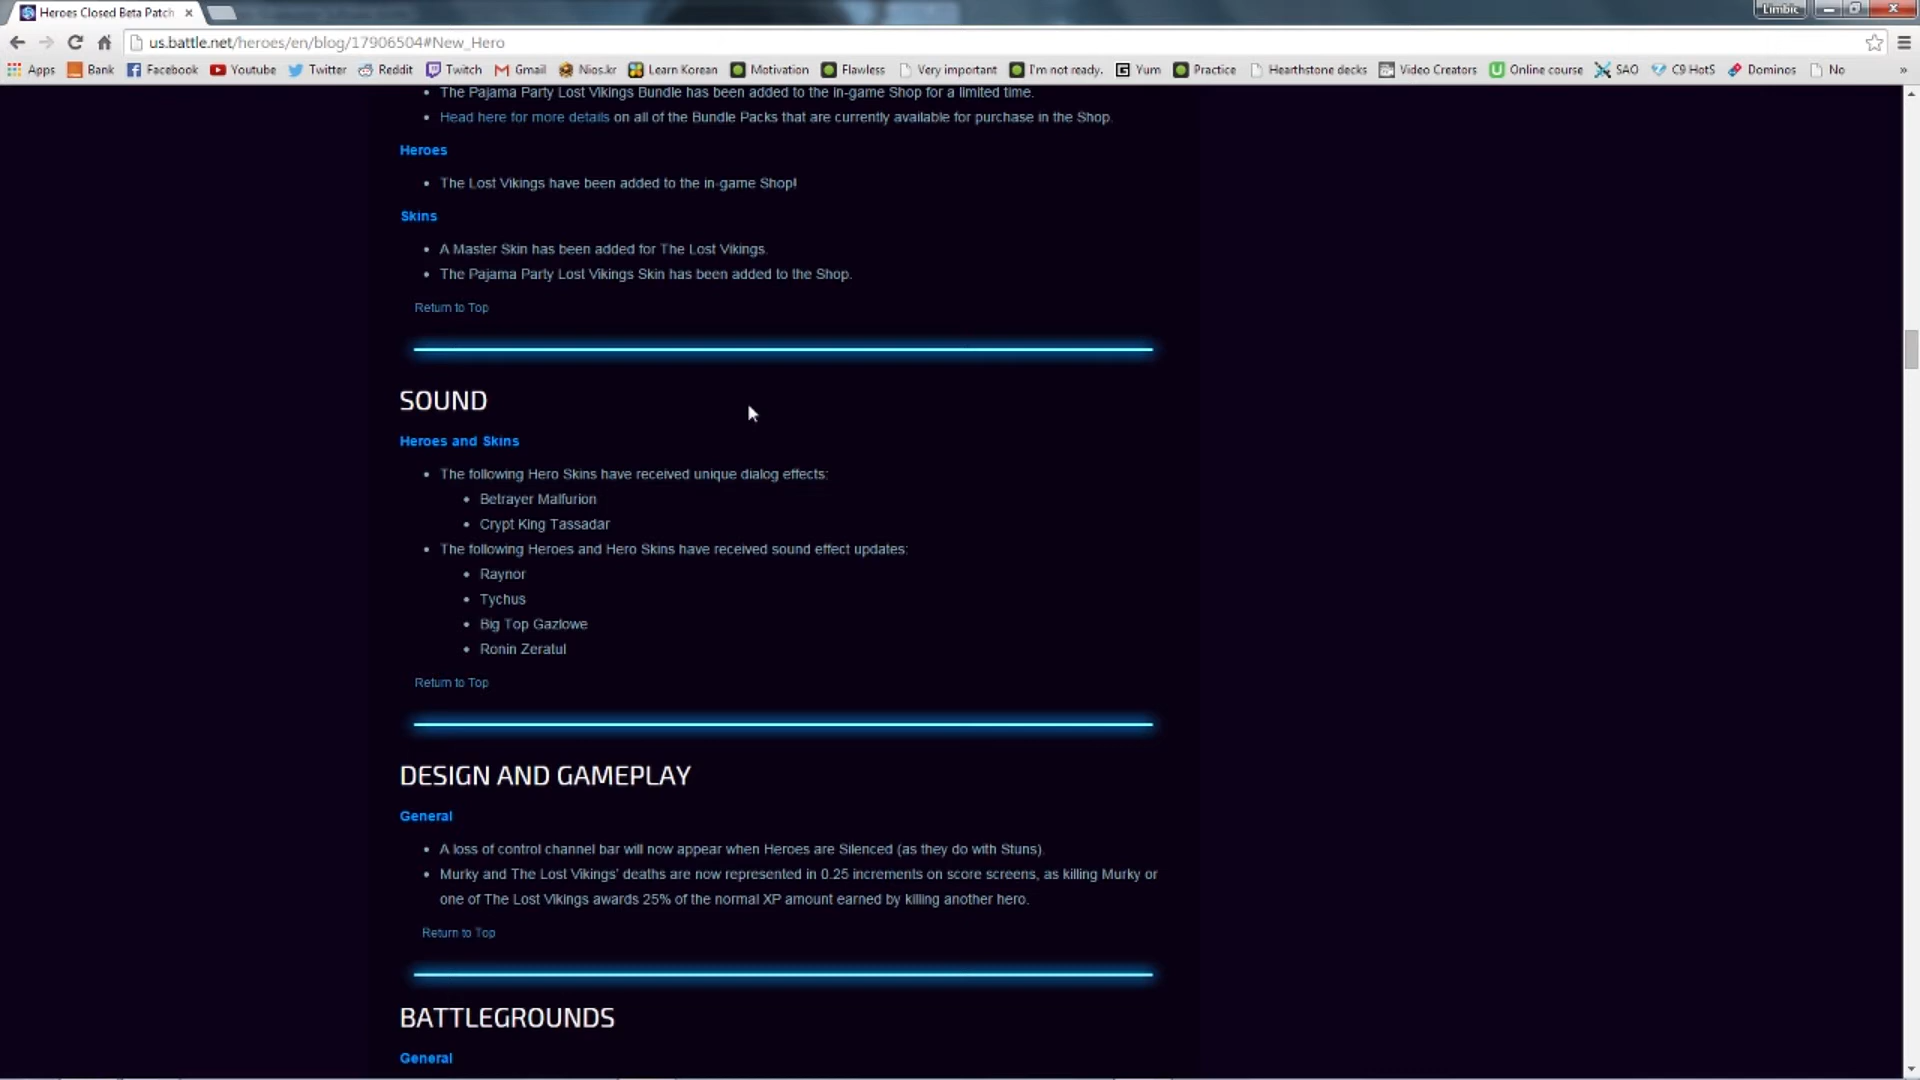 Heroes Closed Beta Patch
Limbic
us.battle.net/heroes/en/blog/17906504#New_Hero
Apps Bank Facebook Youtube Twitter Reddit Twitch Gmail Nios.kr Learn Korean Motivation Flawless Very important I'm not ready. Yum Practice Hearthstone decks Video Creators Online course SAO C9 HotS Dominos No »
• The Pajama Party Lost Vikings Bundle has been added to the in-game Shop for a limited time.
• Head here for more details on all of the Bundle Packs that are currently available for purchase in the Shop.
Heroes
• The Lost Vikings have been added to the in-game Shop!
Skins
• A Master Skin has been added for The Lost Vikings.
• The Pajama Party Lost Vikings Skin has been added to the Shop.
Return to Top
SOUND
Heroes and Skins
• The following Hero Skins have received unique dialog effects:
• Betrayer Malfurion
• Crypt King Tassadar
• The following Heroes and Hero Skins have received sound effect updates:
• Raynor
• Tychus
• Big Top Gazlowe
• Ronin Zeratul
Return to Top
DESIGN AND GAMEPLAY
General
• A loss of control channel bar will now appear when Heroes are Silenced (as they do with Stuns).
• Murky and The Lost Vikings' deaths are now represented in 0.25 increments on score screens, as killing Murky or
one of The Lost Vikings awards 25% of the normal XP amount earned by killing another hero.
Return to Top
BATTLEGROUNDS
General